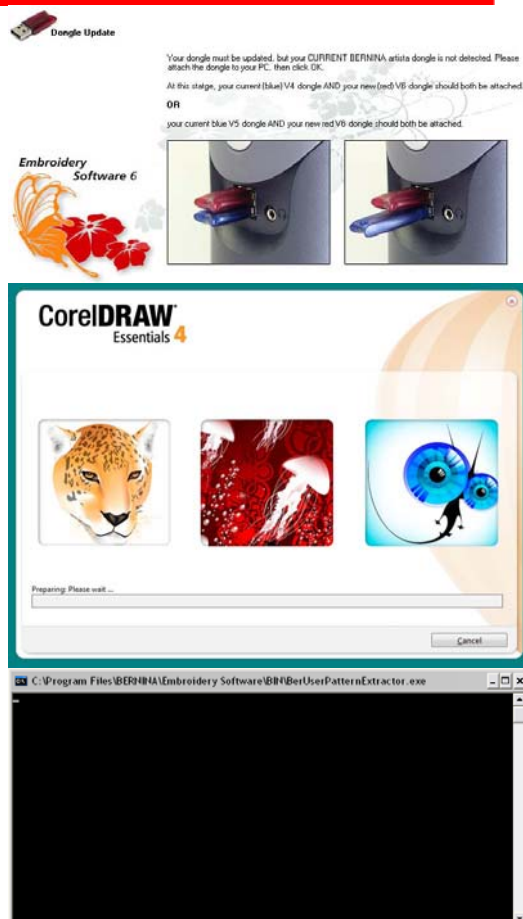 Dongle Update
Your dongle must be updated, but your CURRENT BERNINA artista dongle is not detected. Please
attach the dongle to your PC, then click OK.
At this statge, your current (blue) V4 dongle AND your new (red) V6 dongle should both be attached.
OR
your current blue V5 dongle AND your new red V6 dongle should both be attached.
Embroidery
Software 6
CorelDRAW
Essentials 4
Preparing: Please wait ...
Cancel
C:\Program Files\BERNINA\Embroidery Software\BIN\BerUserPatternExtractor.exe